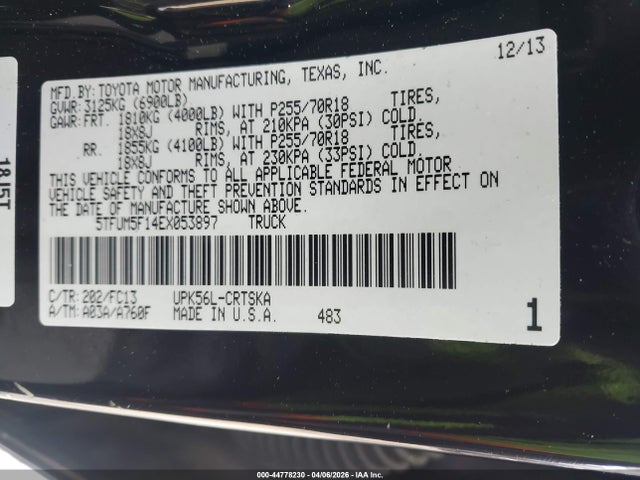 12/13
MFD.BY:TOYOTA MOTOR MANUFACTURING, TEXAS, INC.
GVWR: 3125KG (6900LB)
GAWR: FRT. 1810KG (4000LB) WITH P255/70R18 TIRES,
18X8J RIMS, AT 210KPA (30PSI) COLD.
RR. 1855KG (4100LB) WITH P255/70R18 TIRES,
18X8J RIMS, AT 230KPA (33PSI) COLD.
THIS VEHICLE CONFORMS TO ALL APPLICABLE FEDERAL MOTOR
VEHICLE SAFETY AND THEFT PREVENTION STANDARDS IN EFFECT ON
THE DATE OF MANUFACTURE SHOWN ABOVE.
5TFUM5F14EX053897 TRUCK
C/TR: 202/FC13 UPK56L-CRTSKA
A/TM: A03A/A760F MADE IN U.S.A. 483
1
000-44778230 - 04/06/2026 - IAA Inc.